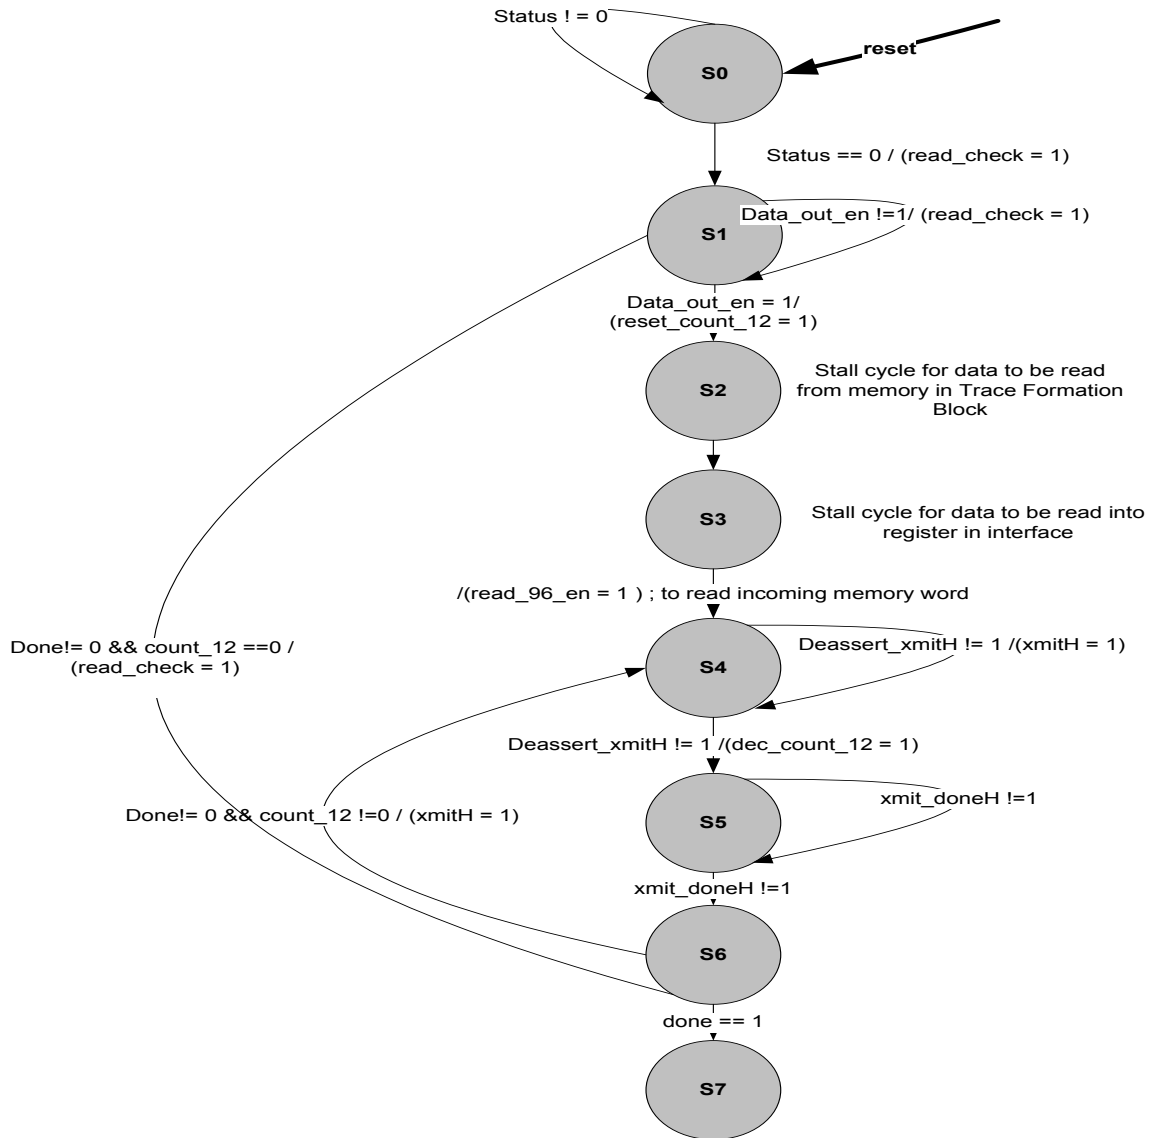 Status ! = 0
reset
S0
Status == 0 / (read_check = 1)
Data_out_en !=1/ (read_check = 1)
S1
Data_out_en = 1/
(reset_count_12 = 1)
Stall cycle for data to be read
from memory in Trace Formation
Block
S2
Stall cycle for data to be read into
register in interface
S3
/(read_96_en = 1 ) ; to read incoming memory word
Done!= 0 && count_12 ==0 /
(read_check = 1)
Deassert_xmitH != 1 /(xmitH = 1)
S4
Deassert_xmitH != 1 /(dec_count_12 = 1)
xmit_doneH !=1
Done!= 0 && count_12 !=0 / (xmitH = 1)
S5
xmit_doneH !=1
S6
done == 1
S7